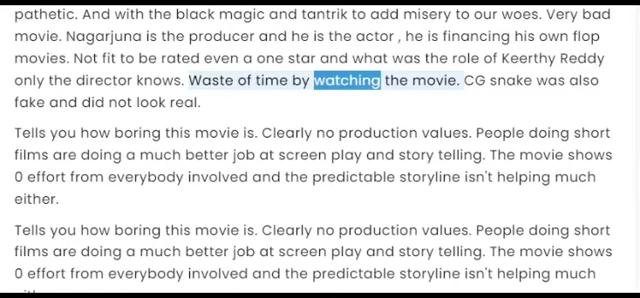 pathetic. And with the black magic and tantrik to add misery to our woes. Very bad
movie. Nagarjuna is the producer and he is the actor , he is financing his own flop
movies. Not fit to be rated even a one star and what was the role of Keerthy Reddy
only the director knows. Waste of time by watching the movie. CG snake was also
fake and did not look real.
Tells you how boring this movie is. Clearly no production values. People doing short
films are doing a much better job at screen play and story telling. The movie shows
0 effort from everybody involved and the predictable storyline isn't helping much
either.
Tells you how boring this movie is. Clearly no production values. People doing short
films are doing a much better job at screen play and story telling. The movie shows
0 effort from everybody involved and the predictable storyline isn't helping much